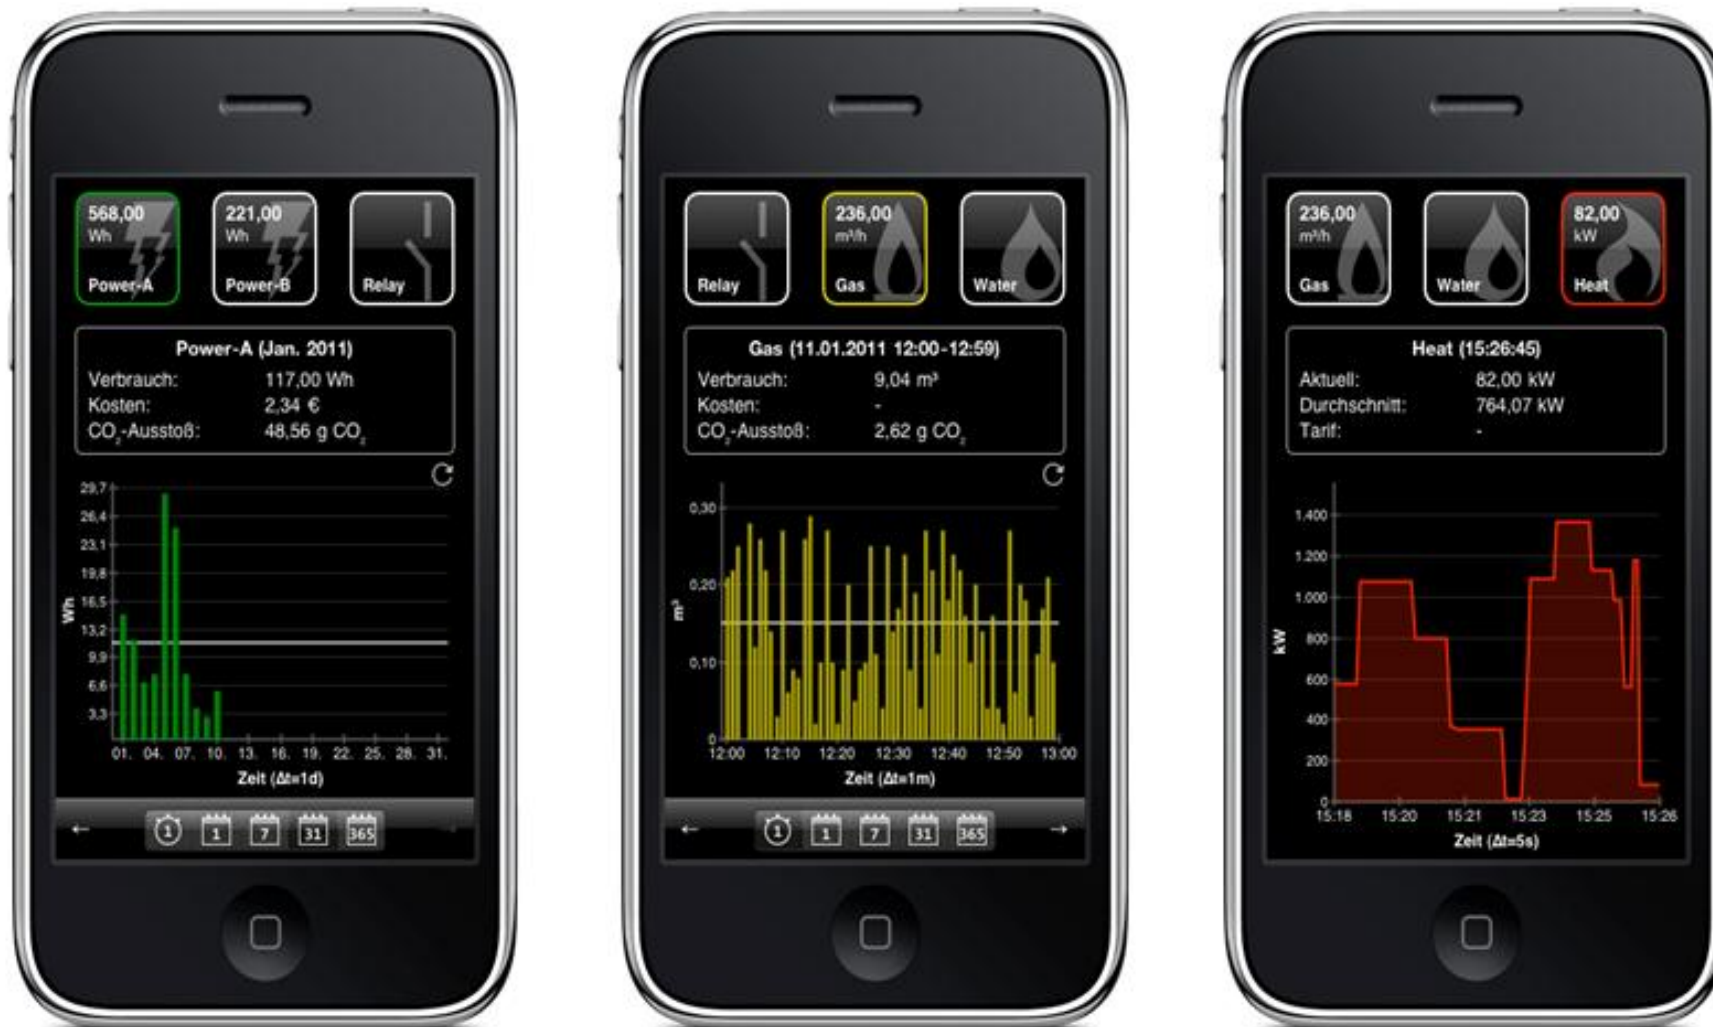 568,00
Wh
Power-A
221,00
Wh
Power-B
Relay
Power-A (Jan. 2011)
Verbrauch: 117,00 Wh
Kosten: 2,34 €
CO₂-Ausstoß: 48,56 g CO₂
29,7
26,4
23,1
19,8
16,5
13,2
9,9
6,6
3,3
Wh
01. 04. 07. 10. 13. 16. 19. 22. 25. 28. 31.
Zeit (Δt=1d)
← 1 1 7 31 365 →
Relay
236,00
m³/h
Gas
Water
Gas (11.01.2011 12:00-12:59)
Verbrauch: 9,04 m³
Kosten: -
CO₂-Ausstoß: 2,62 g CO₂
0,30
0,20
0,10
0
m³
12:00 12:10 12:20 12:30 12:40 12:50 13:00
Zeit (Δt=1m)
← 1 1 7 31 365 →
236,00
m³/h
Gas
Water
82,00
kW
Heat
Heat (15:26:45)
Aktuell: 82,00 kW
Durchschnitt: 764,07 kW
Tarif: -
1.400
1.200
1.000
800
600
400
200
0
kW
15:18 15:20 15:21 15:23 15:25 15:26
Zeit (Δt=5s)